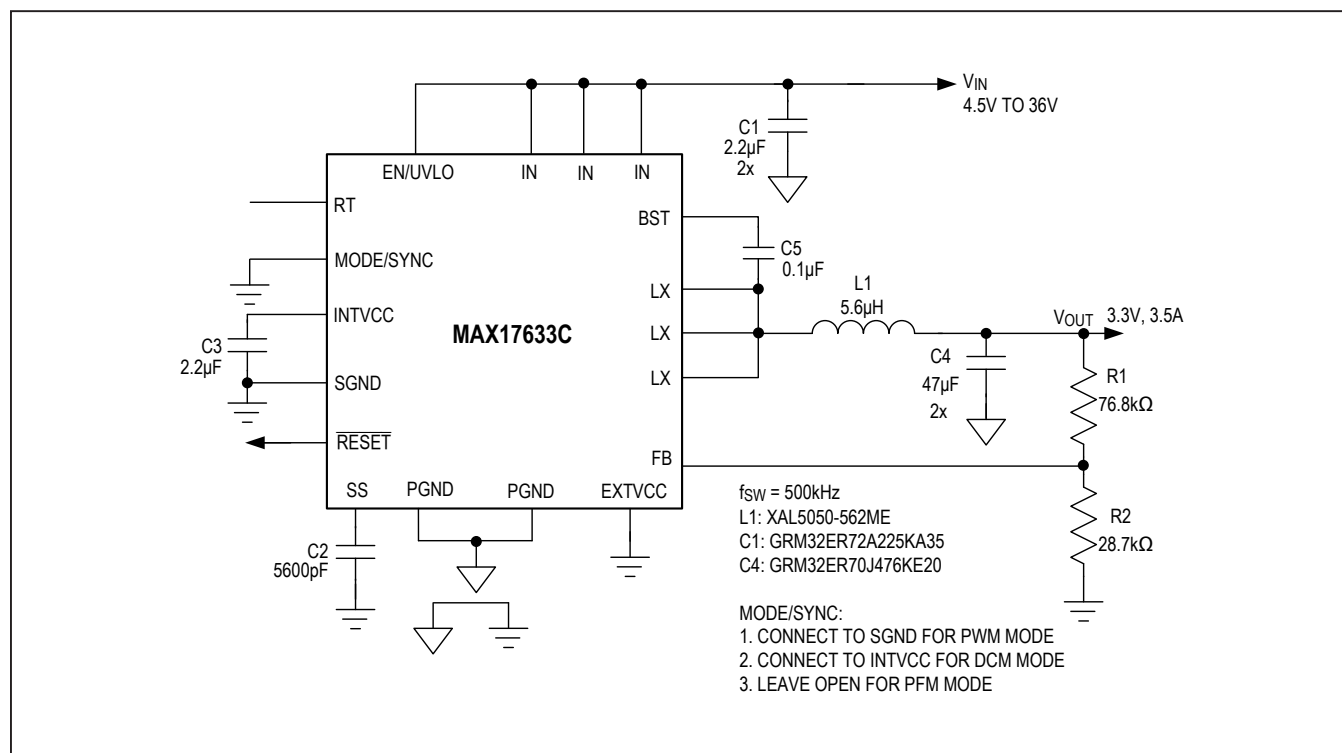 VIN
4.5V TO 36V
C1
2.2µF
2x
EN/UVLO
IN
IN
IN
RT
BST
MODE/SYNC
C5
0.1µF
LX
L1
5.6µH
INTVCC
MAX17633C
LX
VOUT
3.3V, 3.5A
C3
2.2µF
C4
47µF
2x
LX
R1
76.8kΩ
SGND
RESET
FB
SS
PGND
PGND
EXTVCC
fSW = 500kHz
L1: XAL5050-562ME
C1: GRM32ER72A225KA35
C4: GRM32ER70J476KE20
R2
28.7kΩ
C2
5600pF
MODE/SYNC:
1. CONNECT TO SGND FOR PWM MODE
2. CONNECT TO INTVCC FOR DCM MODE
3. LEAVE OPEN FOR PFM MODE